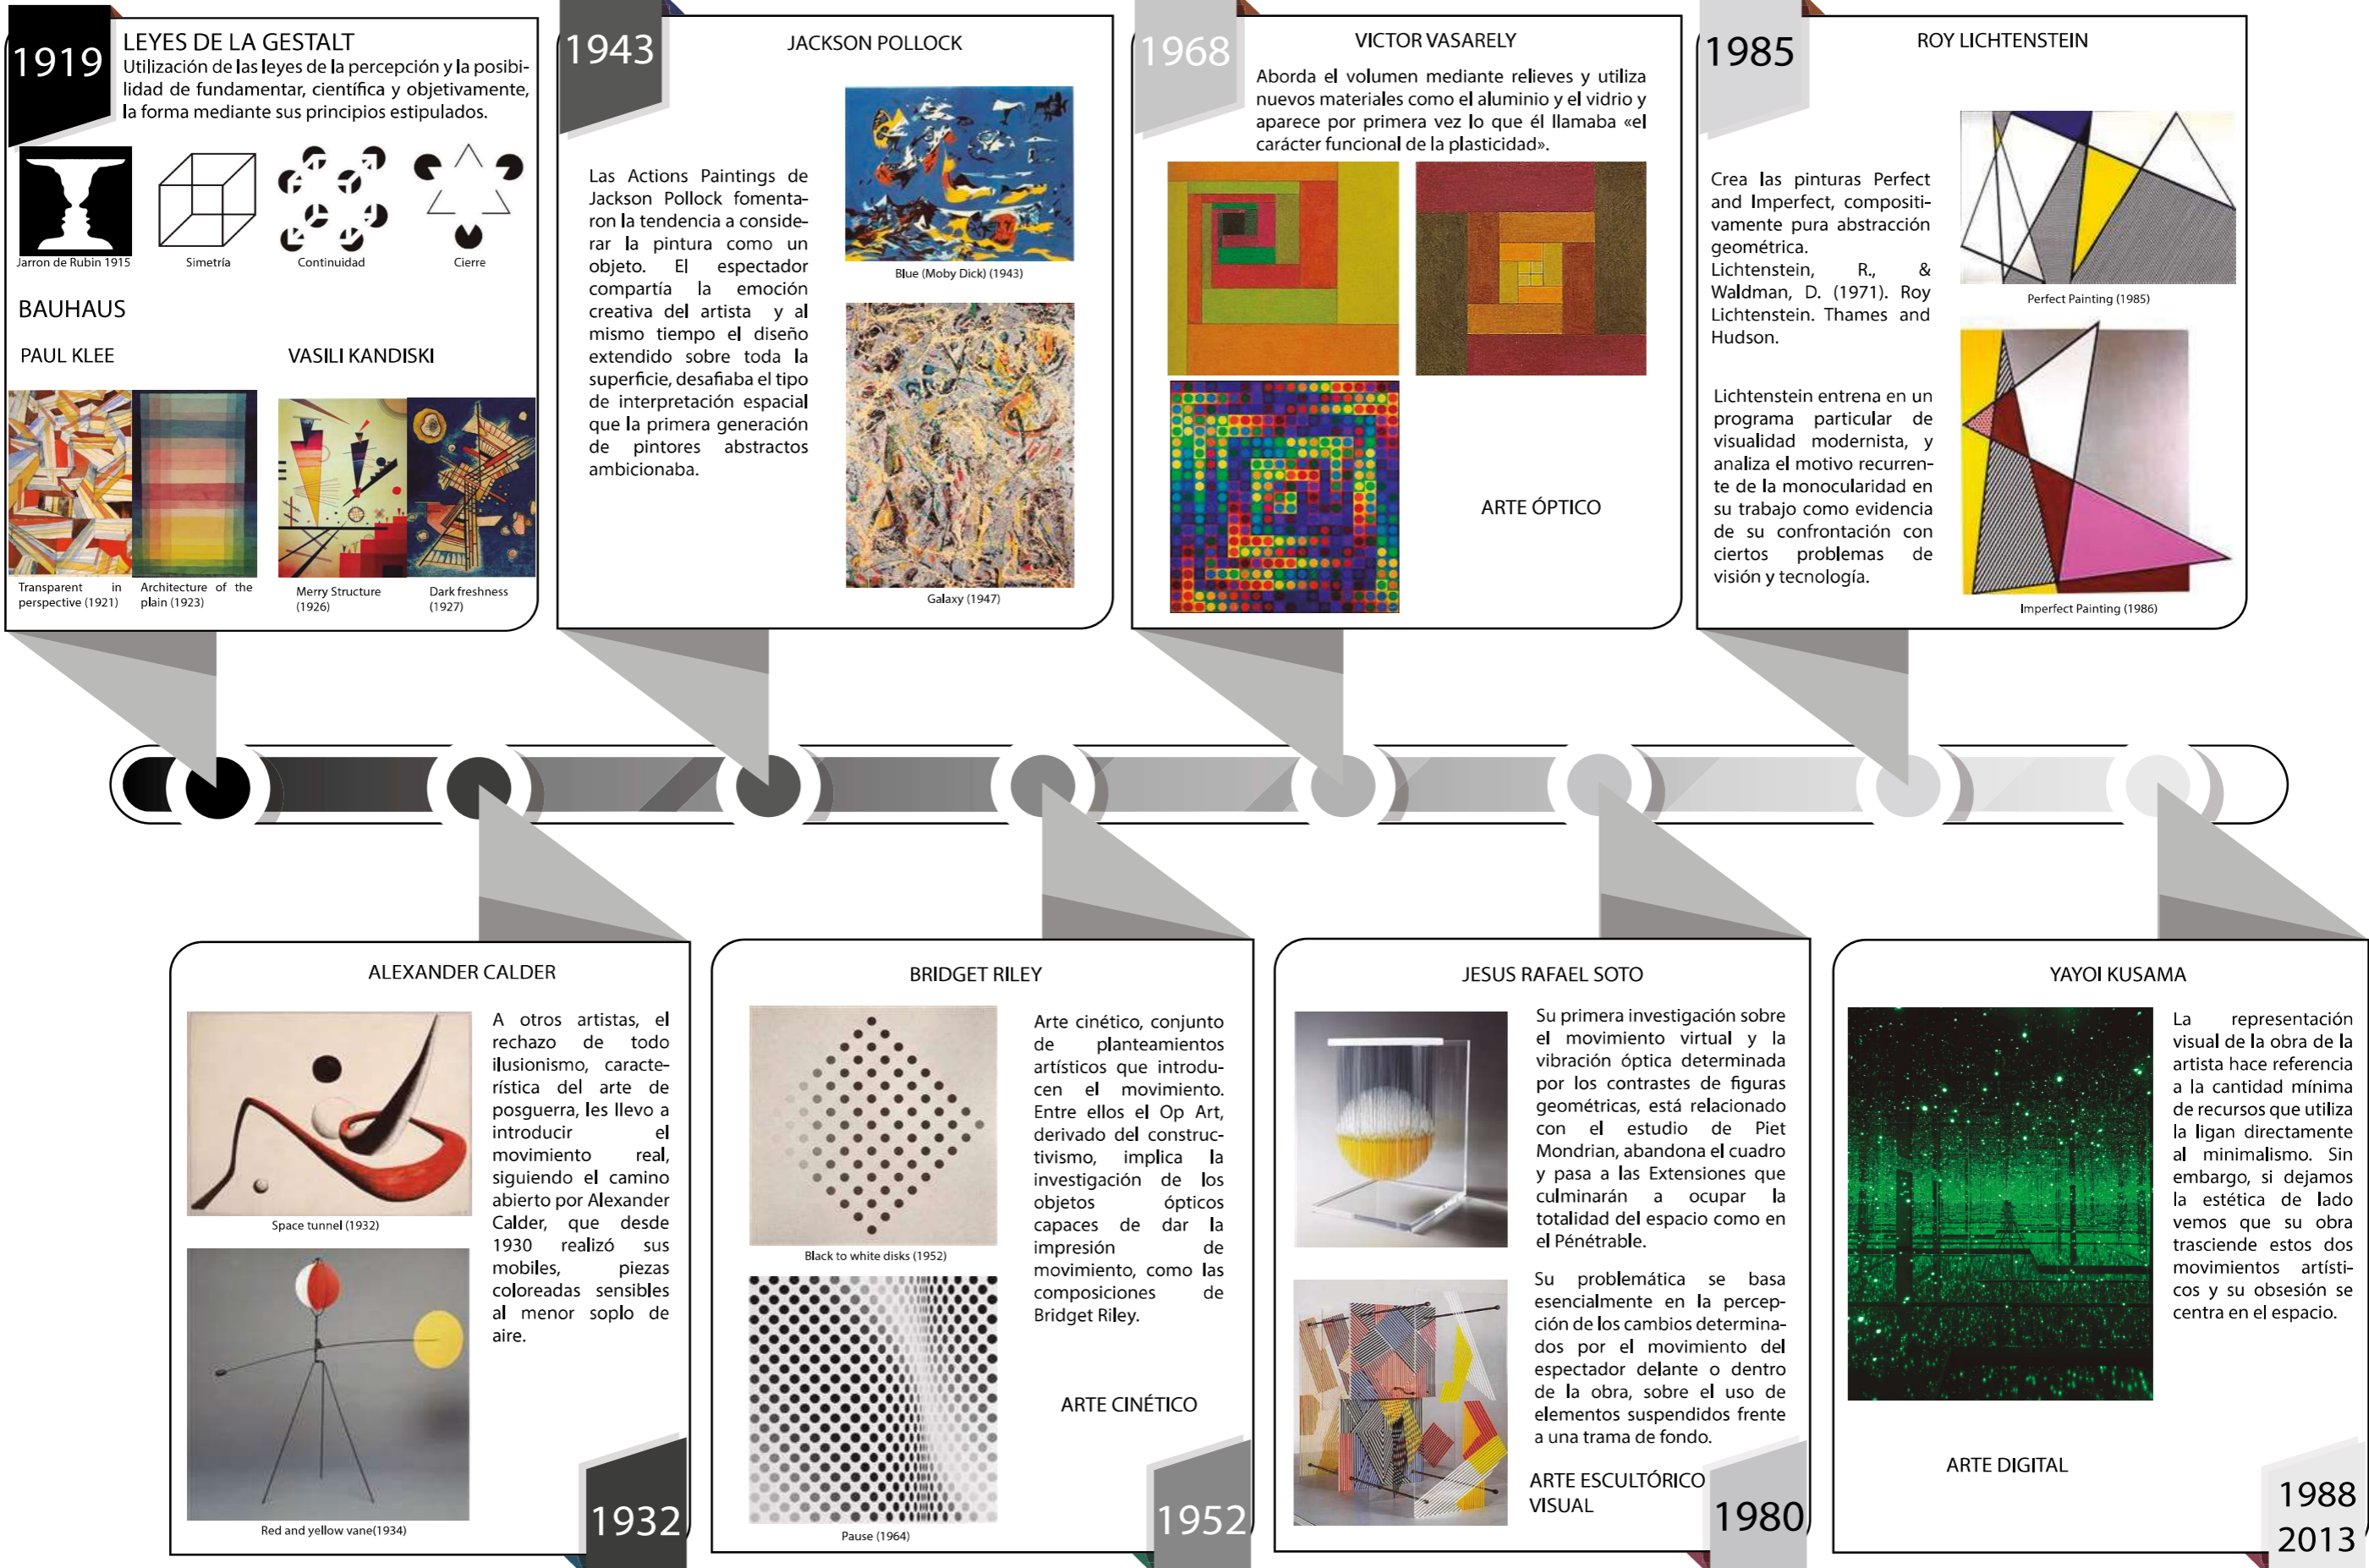 1919
LEYES DE LA GESTALT
Utilización de las leyes de la percepción y la posibi-
lidad de fundamentar, científica y objetivamente,
la forma mediante sus principios estipulados.
Jarron de Rubin 1915
Simetría
Continuidad
Cierre
BAUHAUS
PAUL KLEE
VASILI KANDISKI
Transparent in
perspective (1921)
Architecture of the
plain (1923)
Merry Structure
(1926)
Dark freshness
(1927)
1943
JACKSON POLLOCK
Las Actions Paintings de
Jackson Pollock fomenta-
ron la tendencia a conside-
rar la pintura como un
objeto. El espectador
compartía la emoción
creativa del artista y al
mismo tiempo el diseño
extendido sobre toda la
superficie, desafiaba el tipo
de interpretación espacial
que la primera generación
de pintores abstractos
ambicionaba.
Blue (Moby Dick) (1943)
Galaxy (1947)
1968
VICTOR VASARELY
Aborda el volumen mediante relieves y utiliza
nuevos materiales como el aluminio y el vidrio y
aparece por primera vez lo que él llamaba «el
carácter funcional de la plasticidad».
ARTE ÓPTICO
1985
ROY LICHTENSTEIN
Crea las pinturas Perfect
and Imperfect, compositi-
vamente pura abstracción
geométrica.
Lichtenstein, R., &
Waldman, D. (1971). Roy
Lichtenstein. Thames and
Hudson.
Lichtenstein entrena en un
programa particular de
visualidad modernista, y
analiza el motivo recurren-
te de la monocularidad en
su trabajo como evidencia
de su confrontación con
ciertos problemas de
visión y tecnología.
Perfect Painting (1985)
Imperfect Painting (1986)
ALEXANDER CALDER
Space tunnel (1932)
Red and yellow vane(1934)
A otros artistas, el
rechazo de todo
ilusionismo, caracte-
rística del arte de
posguerra, les llevo a
introducir el
movimiento real,
siguiendo el camino
abierto por Alexander
Calder, que desde
1930 realizó sus
mobiles, piezas
coloreadas sensibles
al menor soplo de
aire.
1932
BRIDGET RILEY
Black to white disks (1952)
Pause (1964)
Arte cinético, conjunto
de planteamientos
artísticos que introdu-
cen el movimiento.
Entre ellos el Op Art,
derivado del construc-
tivismo, implica la
investigación de los
objetos ópticos
capaces de dar la
impresión de
movimiento, como las
composiciones de
Bridget Riley.
ARTE CINÉTICO
1952
JESUS RAFAEL SOTO
Su primera investigación sobre
el movimiento virtual y la
vibración óptica determinada
por los contrastes de figuras
geométricas, está relacionado
con el estudio de Piet
Mondrian, abandona el cuadro
y pasa a las Extensiones que
culminarán a ocupar la
totalidad del espacio como en
el Pénétrable.
Su problemática se basa
esencialmente en la percep-
ción de los cambios determina-
dos por el movimiento del
espectador delante o dentro
de la obra, sobre el uso de
elementos suspendidos frente
a una trama de fondo.
ARTE ESCULTÓRICO
VISUAL
1980
YAYOI KUSAMA
La representación
visual de la obra de la
artista hace referencia
a la cantidad mínima
de recursos que utiliza
la ligan directamente
al minimalismo. Sin
embargo, si dejamos
la estética de lado
vemos que su obra
trasciende estos dos
movimientos artísti-
cos y su obsesión se
centra en el espacio.
ARTE DIGITAL
1988
2013